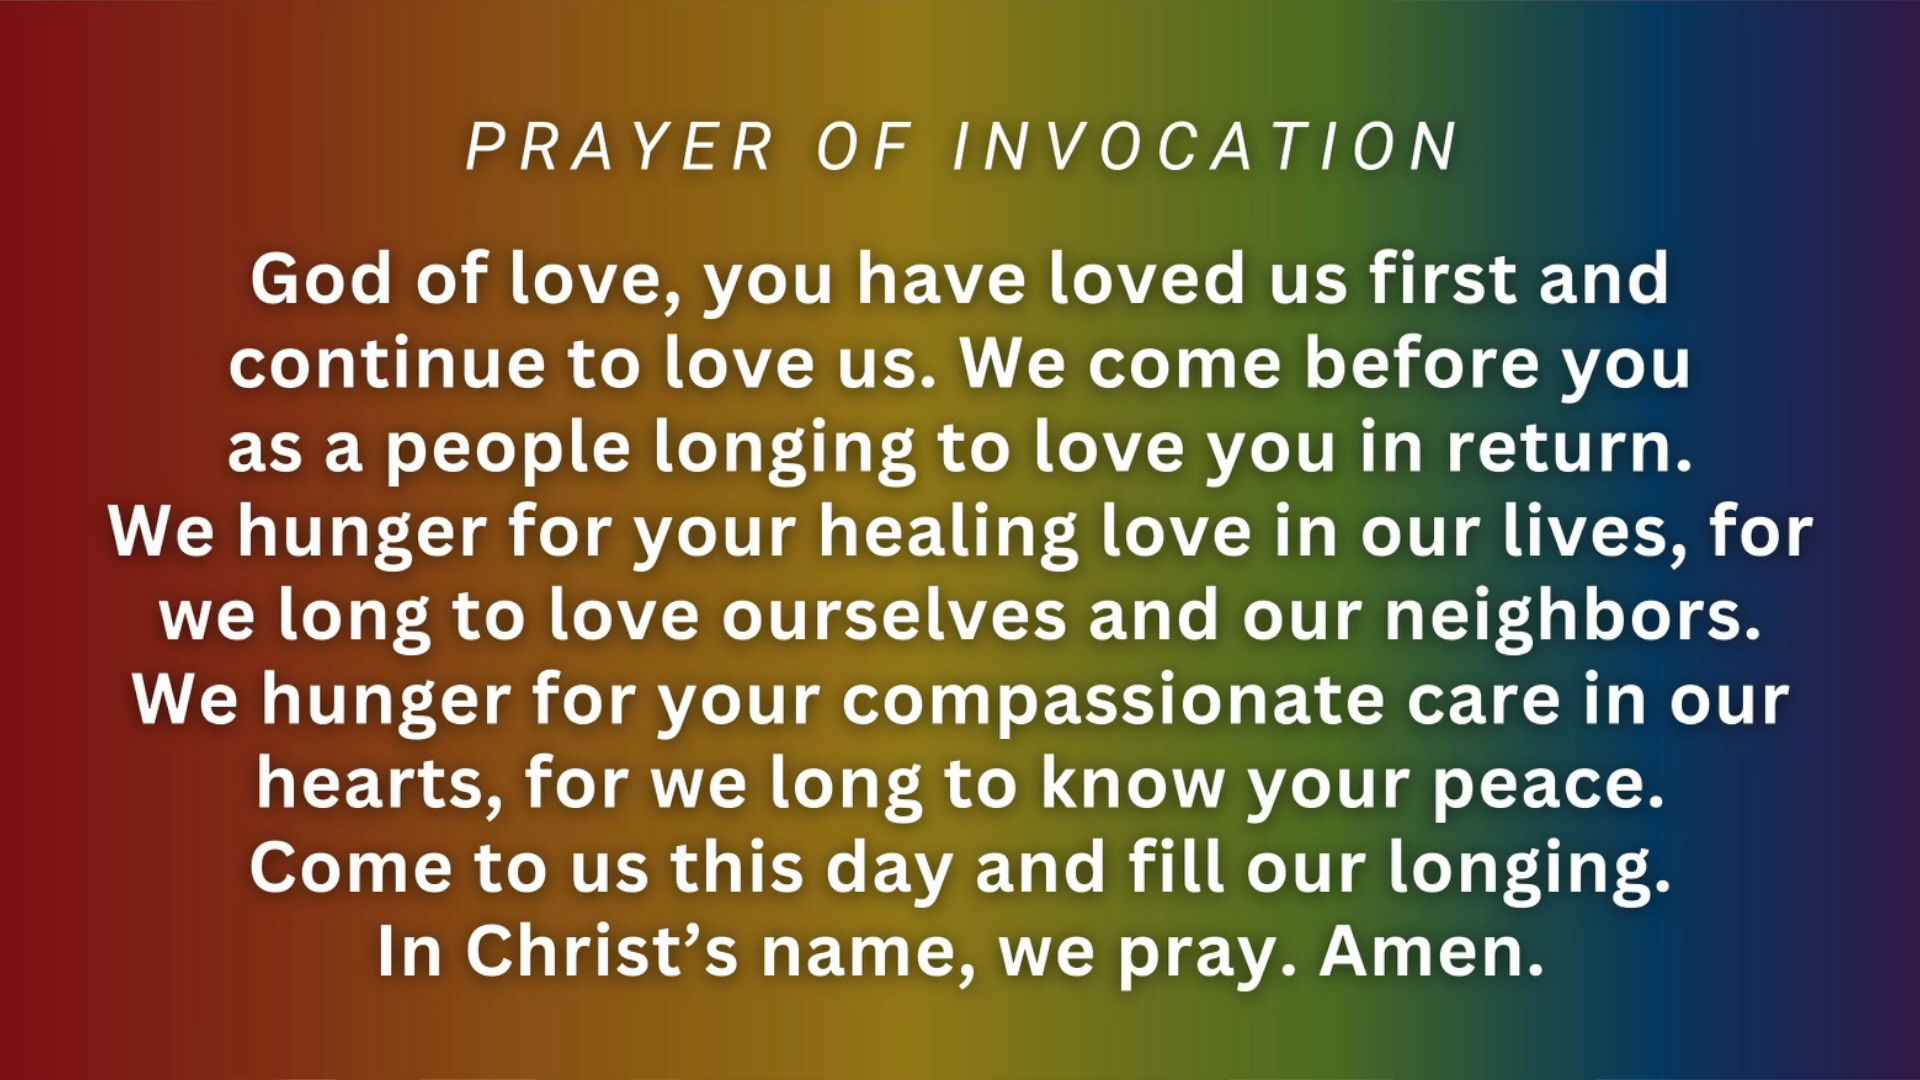 PRAYER OF INVOCATION
God of love, you have loved us first and
continue to love us. We come before you
as a people longing to love you in return.
We hunger for your healing love in our lives, for
we long to love ourselves and our neighbors.
We hunger for your compassionate care in our
hearts, for we long to know your peace.
Come to us this day and fill our longing.
In Christ’s name, we pray. Amen.